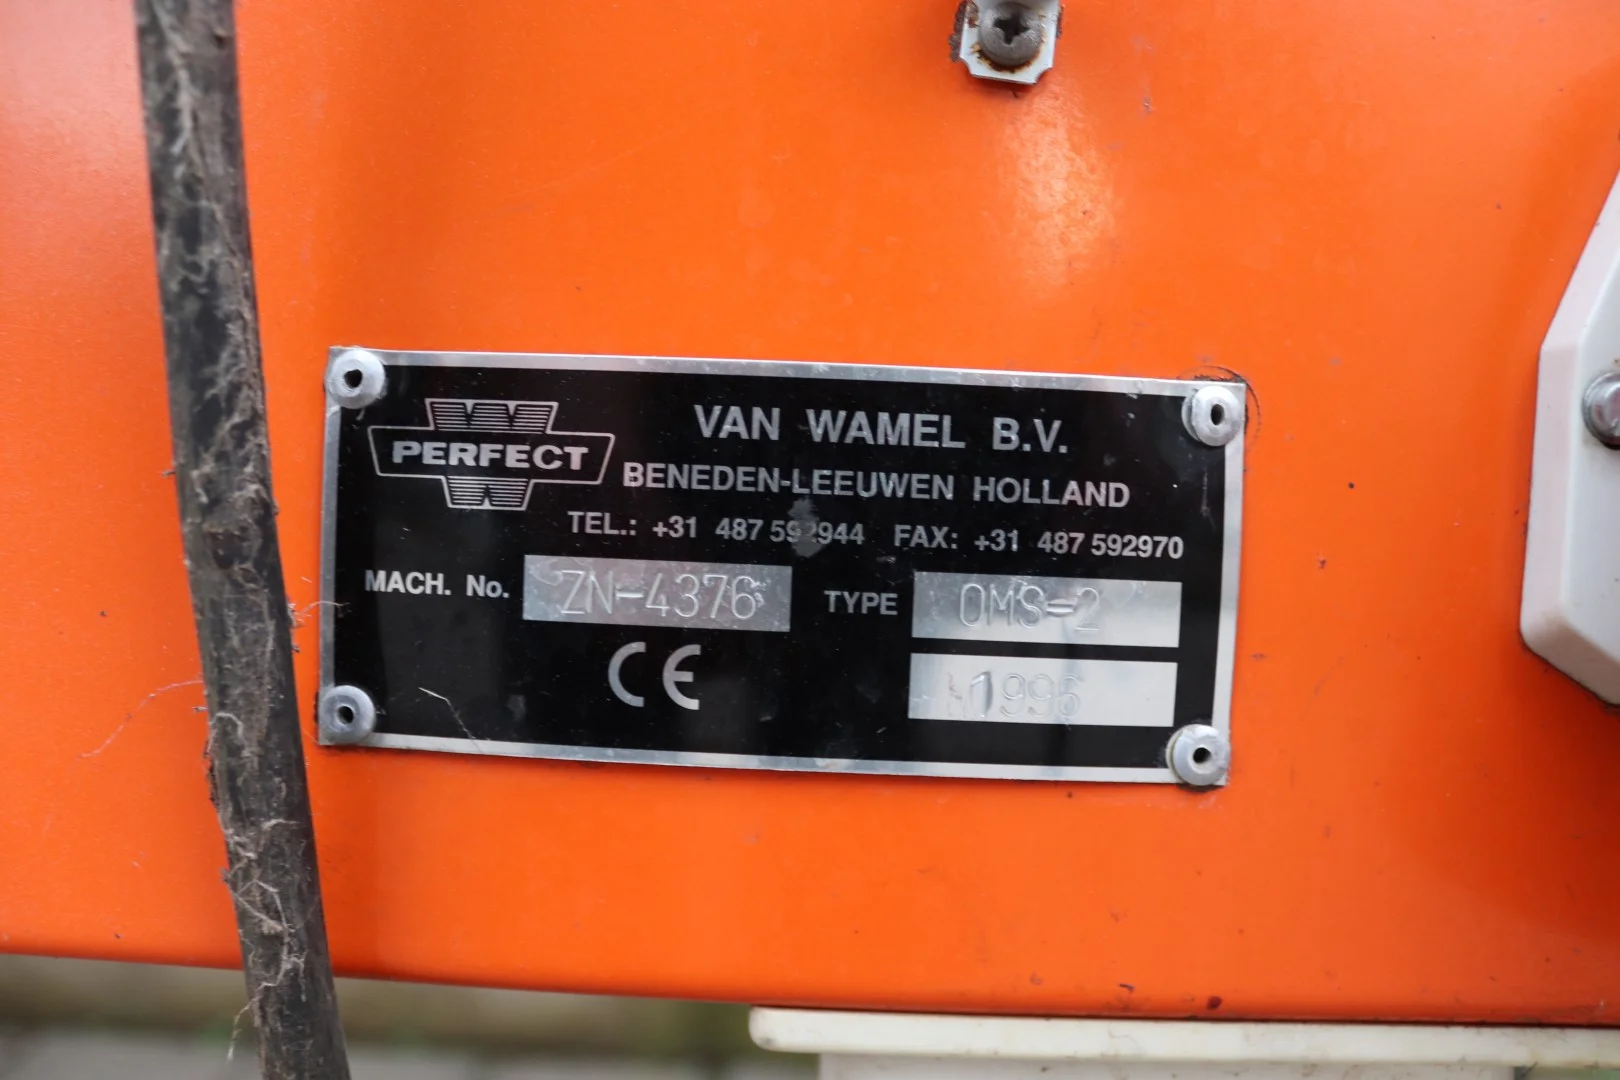 PERFECT
VAN WAMEL B.V.
BENEDEN-LEEUWEN HOLLAND
TEL.: +31 487 592944 FAX: +31 487 592970
MACH. No. ZN-4376 TYPE OMS-2
CE
1996